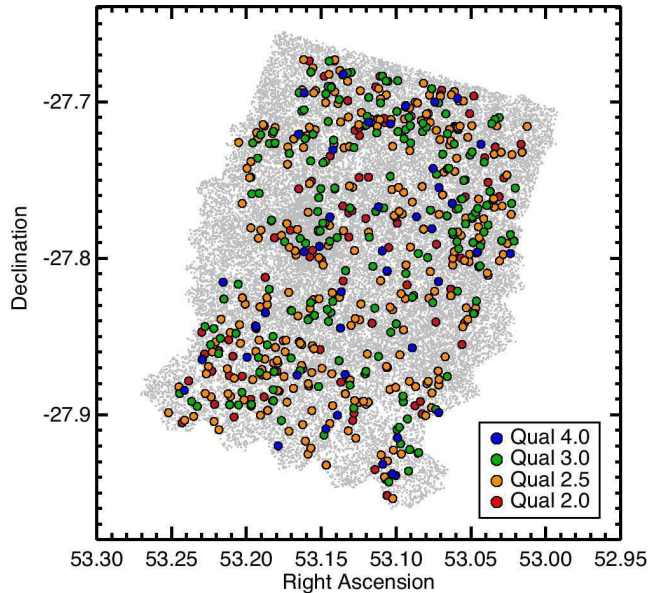 -27.7
-27.8
-27.9
Declination
Qual 4.0
Qual 3.0
Qual 2.5
Qual 2.0
53.30 53.25 53.20 53.15 53.10 53.05 53.00 52.95
Right Ascension